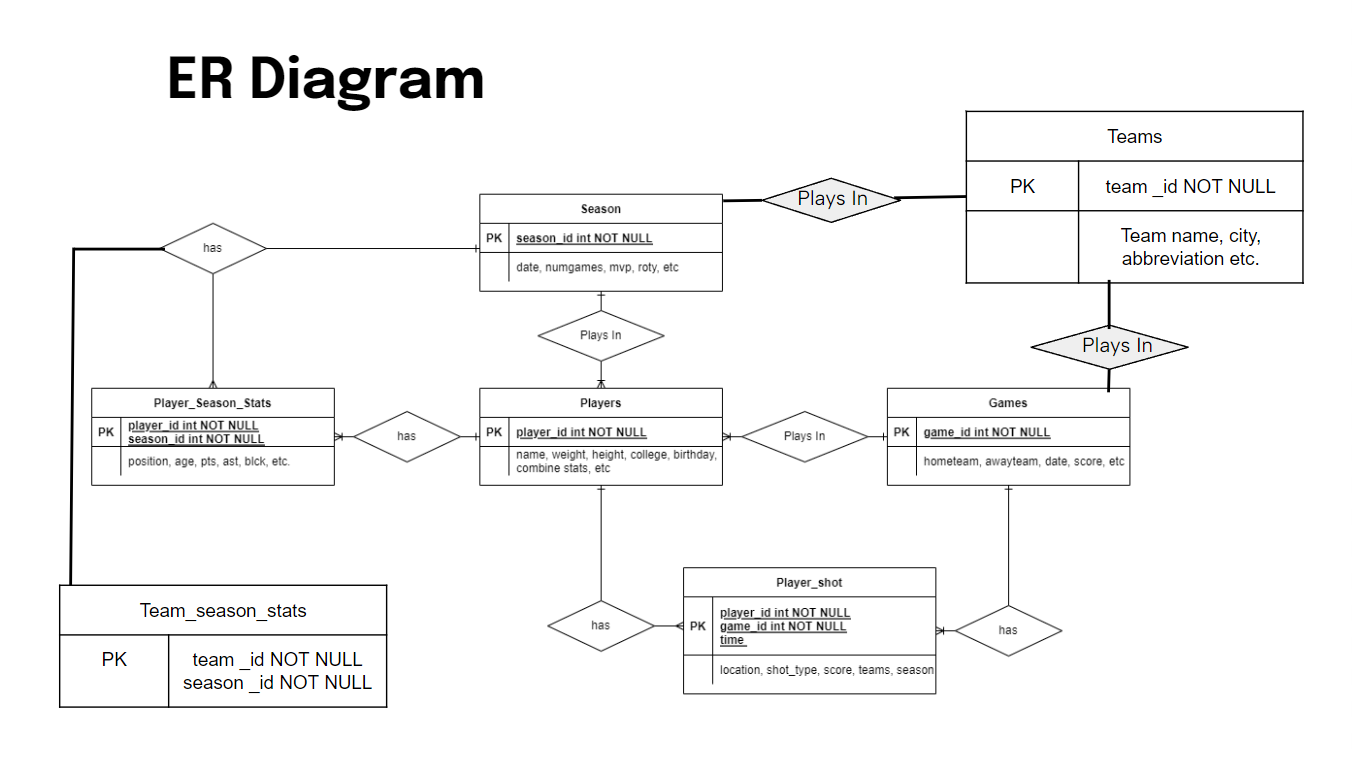 ER Diagram
Teams
PK
team _id NOT NULL
Team name, city,
abbreviation etc.
Plays In
Season
PK
season_id int NOT NULL
date, numgames, mvp, roty, etc
has
Plays In
Plays In
Player_Season_Stats
PK
player_id int NOT NULL
season_id int NOT NULL
position, age, pts, ast, blck, etc.
has
Players
PK
player_id int NOT NULL
name, weight, height, college, birthday,
combine stats, etc
Plays In
Games
PK
game_id int NOT NULL
hometeam, awayteam, date, score, etc
Player_shot
PK
player_id int NOT NULL
game_id int NOT NULL
time
location, shot_type, score, teams, season
has
has
Team_season_stats
PK
team _id NOT NULL
season _id NOT NULL